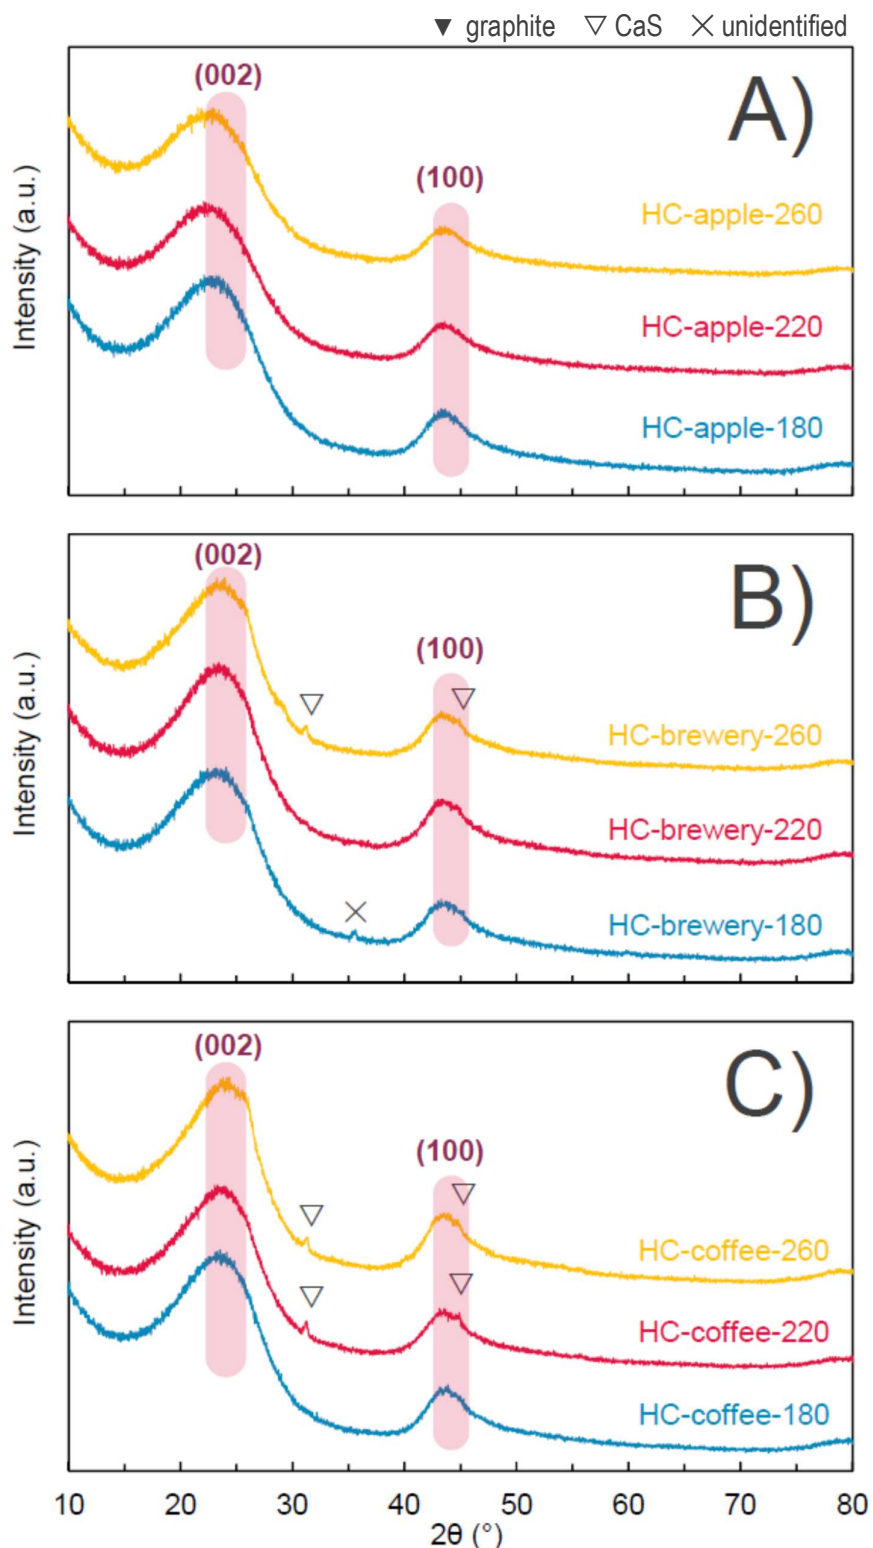 ▼ graphite ▽ CaS × unidentified
(002)
A)
(100)
HC-apple-260
HC-apple-220
HC-apple-180
Intensity (a.u.)
(002)
B)
(100)
HC-brewery-260
HC-brewery-220
HC-brewery-180
Intensity (a.u.)
(002)
C)
(100)
HC-coffee-260
HC-coffee-220
HC-coffee-180
Intensity (a.u.)
10 20 30 40 50 60 70 80
2θ (°)